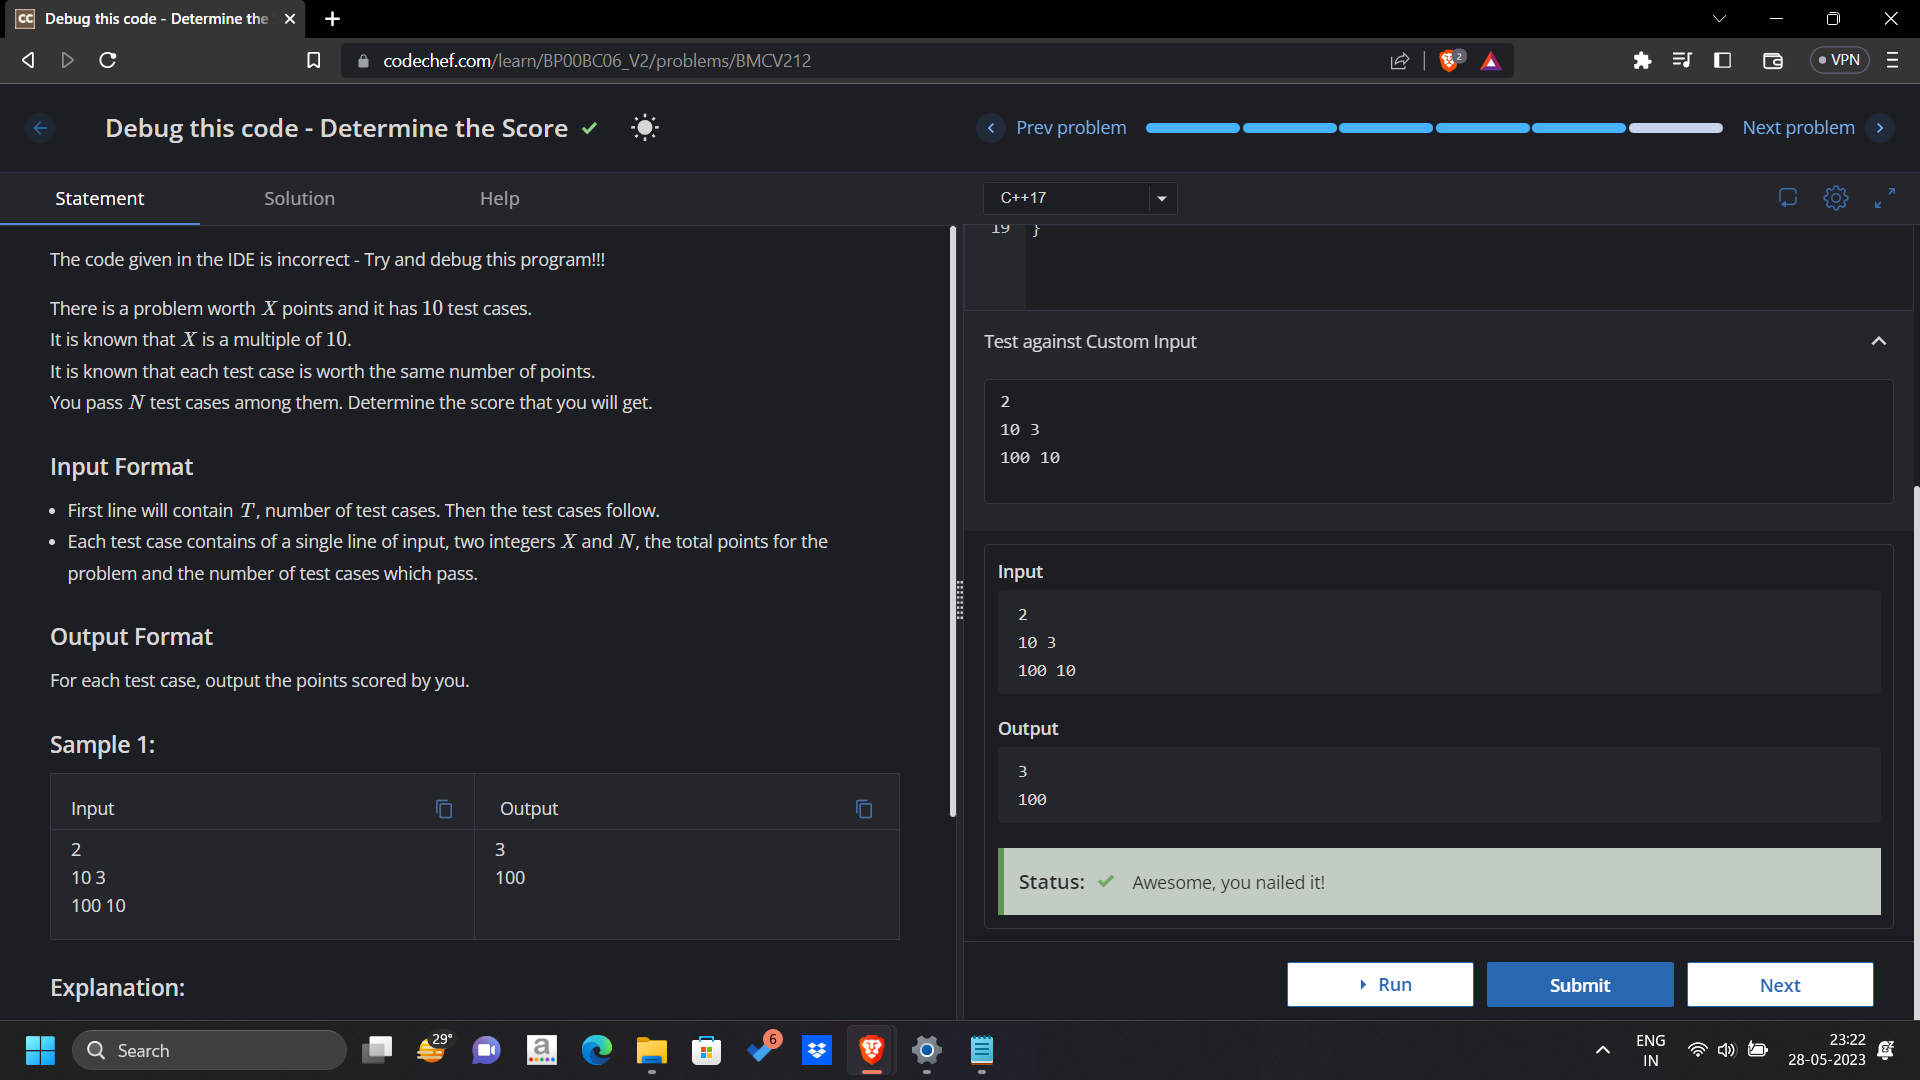 Debug this code - Determine the
codechef.com/learn/BP00BC06_V2/problems/BMCV212
2
VPN
Debug this code - Determine the Score
Prev problem
Next problem
Statement
Solution
Help
C++17
The code given in the IDE is incorrect - Try and debug this program!!!
There is a problem worth X points and it has 10 test cases.
It is known that X is a multiple of 10.
It is known that each test case is worth the same number of points.
You pass N test cases among them. Determine the score that you will get.
Input Format
• First line will contain T, number of test cases. Then the test cases follow.
• Each test case contains of a single line of input, two integers X and N, the total points for the
problem and the number of test cases which pass.
Output Format
For each test case, output the points scored by you.
Sample 1:
Input
Output
2
10 3
100 10
3
100
Explanation:
19 }
Test against Custom Input
2
10 3
100 10
Input
2
10 3
100 10
Output
3
100
Status: Awesome, you nailed it!
Run
Submit
Next
Search
29°
a
6
ENG
IN
23:22
28-05-2023